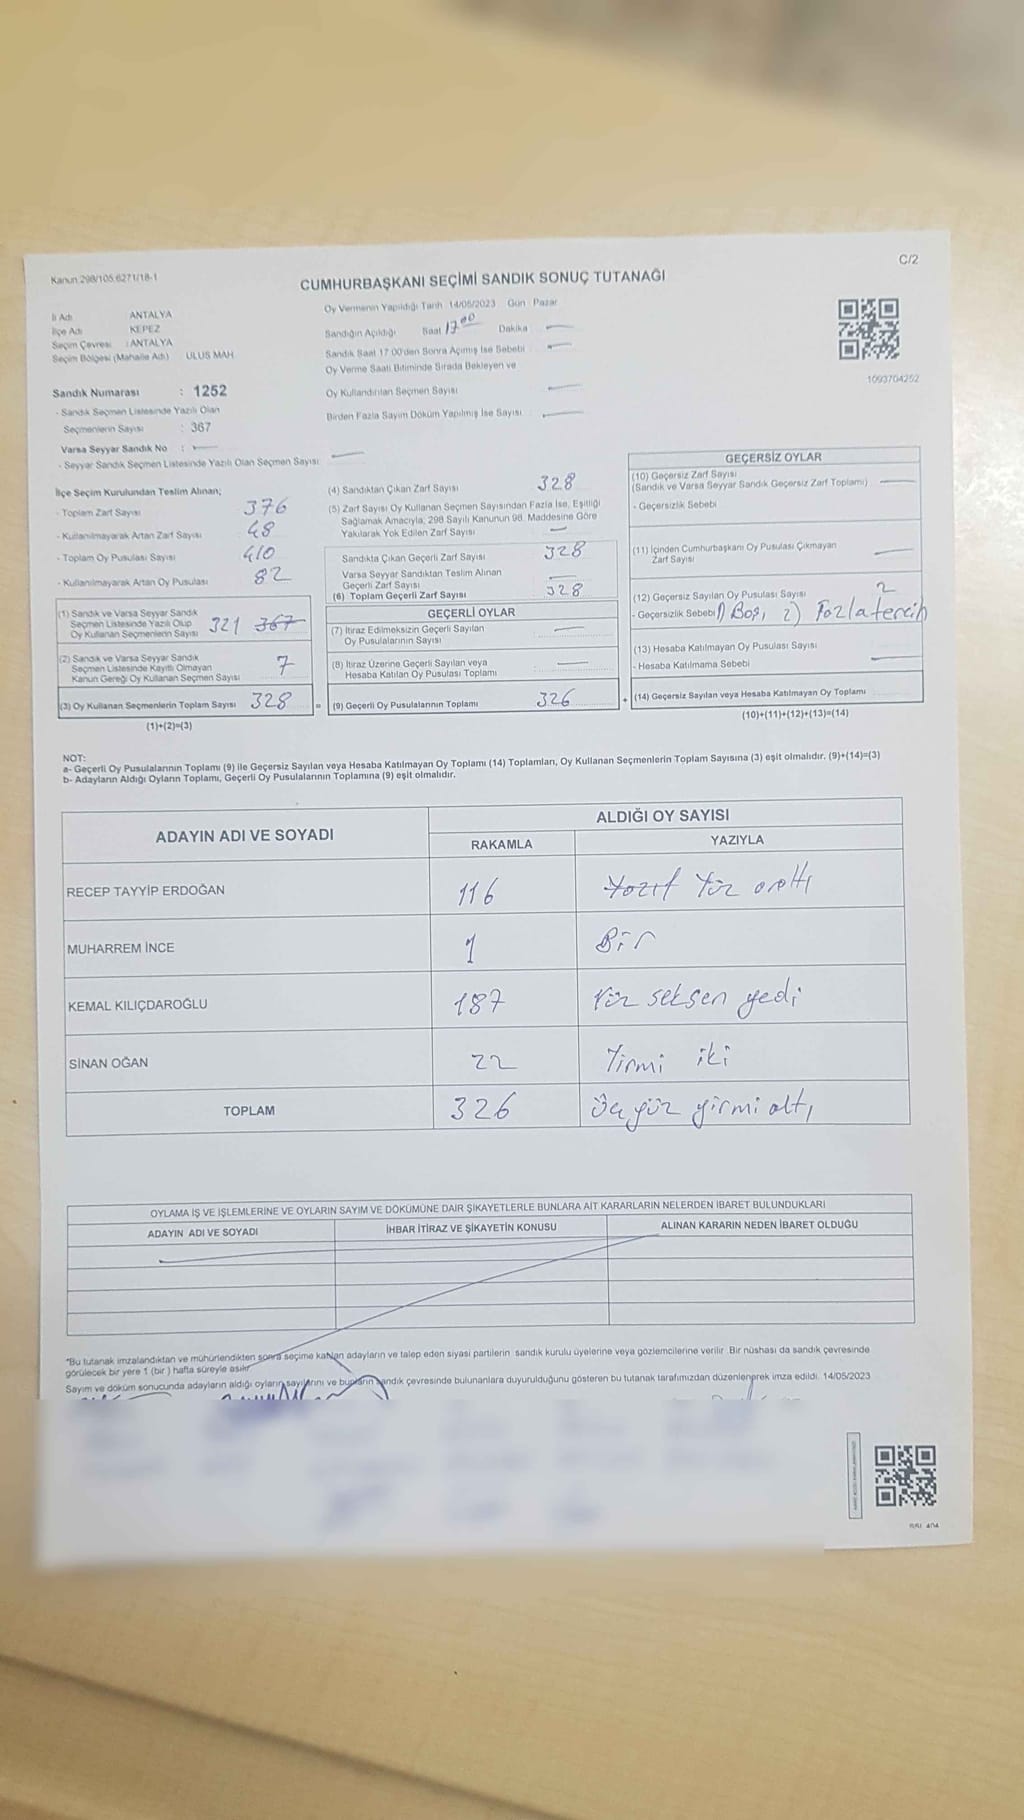 Kanun 298/105,6271/18-1
C/2
CUMHURBAŞKANI SEÇİMİ SANDIK SONUÇ TUTANAĞI
Oy Vermenin Yapıldığı Tarih 14/05/2023 Gün Pazar
İl Adı ANTALYA
İlçe Adı KEPEZ
Seçim Çevresi : ANTALYA
Seçim Bölgesi (Mahalle Adı) ULUS MAH.
Sandığın Açıldığı Saat 17 00 Dakika
Sandık Saat 17.00'den Sonra Açılmış İse Sebebi
Oy Verme Saati Bitiminde Sırada Bekleyen ve
Oy Kullandırılan Seçmen Sayısı
Birden Fazla Sayım Döküm Yapılmış İse Sayısı
1093704252
Sandık Numarası : 1252
- Sandık Seçmen Listesinde Yazılı Olan
Seçmenlerin Sayısı : 367
Varsa Seyyar Sandık No :
- Seyyar Sandık Seçmen Listesinde Yazılı Olan Seçmen Sayısı
İlçe Seçim Kurulundan Teslim Alınan;
- Toplam Zarf Sayısı 376
- Kullanılmayarak Artan Zarf Sayısı 48
- Toplam Oy Pusulası Sayısı 410
- Kullanılmayarak Artan Oy Pusulası 82
(1) Sandık ve Varsa Seyyar Sandık
Seçmen Listesinde Yazılı Olup
Oy Kullanan Seçmenlerin Sayısı 321 367
(2) Sandık ve Varsa Seyyar Sandık
Seçmen Listesinde Kayıtlı Olmayan
Kanun Gereği Oy Kullanan Seçmen Sayısı 7
(3) Oy Kullanan Seçmenlerin Toplam Sayısı 328
(1)+(2)=(3)
(4) Sandıktan Çıkan Zarf Sayısı 328
(5) Zarf Sayısı Oy Kullanan Seçmen Sayısından Fazla İse, Eşitliği
Sağlamak Amacıyla, 298 Sayılı Kanunun 98. Maddesine Göre
Yakılarak Yok Edilen Zarf Sayısı
Sandıkta Çıkan Geçerli Zarf Sayısı 328
Varsa Seyyar Sandıktan Teslim Alınan
Geçerli Zarf Sayısı
(6) Toplam Geçerli Zarf Sayısı 328
GEÇERLİ OYLAR
(7) İtiraz Edilmeksizin Geçerli Sayılan
Oy Pusulalarının Sayısı
(8) İtiraz Üzerine Geçerli Sayılan veya
Hesaba Katılan Oy Pusulası Toplamı
= (9) Geçerli Oy Pusulalarının Toplamı 326
GEÇERSİZ OYLAR
(10) Geçersiz Zarf Sayısı
(Sandık ve Varsa Seyyar Sandık Geçersiz Zarf Toplamı)
- Geçersizlik Sebebi
(11) İçinden Cumhurbaşkanı Oy Pusulası Çıkmayan
Zarf Sayısı
(12) Geçersiz Sayılan Oy Pusulası Sayısı 2
- Geçersizlik Sebebi 1) Boş, 2) Fazla tercih
(13) Hesaba Katılmayan Oy Pusulası Sayısı
- Hesaba Katılmama Sebebi
+ (14) Geçersiz Sayılan veya Hesaba Katılmayan Oy Toplamı
(10)+(11)+(12)+(13)=(14)
NOT:
a- Geçerli Oy Pusulalarının Toplamı (9) ile Geçersiz Sayılan veya Hesaba Katılmayan Oy Toplamı (14) Toplamları, Oy Kullanan Seçmenlerin Toplam Sayısına (3) eşit olmalıdır. (9)+(14)=(3)
b- Adayların Aldığı Oyların Toplamı, Geçerli Oy Pusulalarının Toplamına (9) eşit olmalıdır.
ADAYIN ADI VE SOYADI
ALDIĞI OY SAYISI
RAKAMLA YAZIYLA
RECEP TAYYİP ERDOĞAN 116 Yüz onaltı
MUHARREM İNCE 1 Bir
KEMAL KILIÇDAROĞLU 187 Yüz seksen yedi
SİNAN OĞAN 22 Yirmi iki
TOPLAM 326 Üçyüz yirmi altı
OYLAMA İŞ VE İŞLEMLERİNE VE OYLARIN SAYIM VE DÖKÜMÜNE DAİR ŞİKAYETLERLE BUNLARA AİT KARARLARIN NELERDEN İBARET BULUNDUKLARI
ADAYIN ADI VE SOYADI İHBAR İTİRAZ VE ŞİKAYETİN KONUSU ALINAN KARARIN NEDEN İBARET OLDUĞU
*Bu tutanak imzalandıktan ve mühürlendikten sonra seçime katılan adayların ve talep eden siyasi partilerin sandık kurulu üyelerine veya gözlemcilerine verilir. Bir nüshası da sandık çevresinde
görülecek bir yere 1 (bir) hafta süreyle asılır
Sayım ve döküm sonucunda adayların aldığı oyların sayılarını ve bunların sandık çevresinde bulunanlara duyurulduğunu gösteren bu tutanak tarafımızdan düzenlenerek imza edildi. 14/05/2023